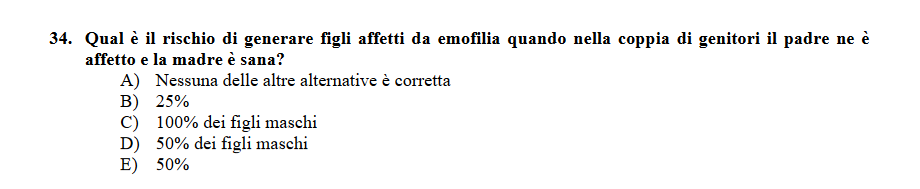 34. Qual è il rischio di generare figli affetti da emofilia quando nella coppia di genitori il padre ne è
affetto e la madre è sana?
A) Nessuna delle altre alternative è corretta
B) 25%
C) 100% dei figli maschi
D) 50% dei figli maschi
E) 50%